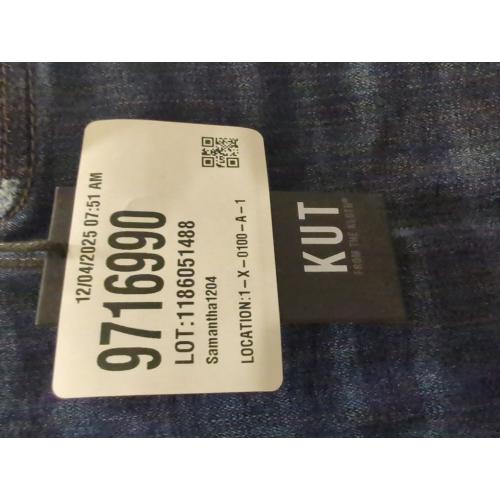 12/04/2025 07:51 AM
9716990
LOT:1186051488
Samantha1204
LOCATION:1-X-0100-A-1
KUT
FROM THE KLOTH®